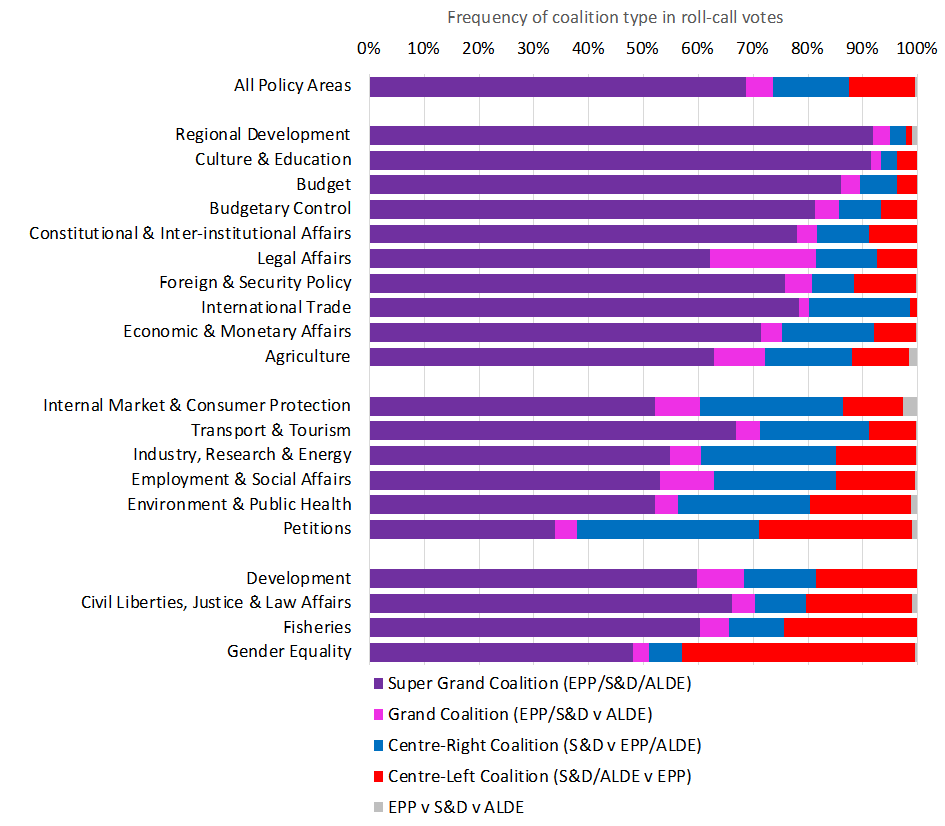 Frequency of coalition type in roll-call votes
0% 10% 20% 30% 40% 50% 60% 70% 80% 90% 100%
All Policy Areas
Regional Development
Culture & Education
Budget
Budgetary Control
Constitutional & Inter-institutional Affairs
Legal Affairs
Foreign & Security Policy
International Trade
Economic & Monetary Affairs
Agriculture
Internal Market & Consumer Protection
Transport & Tourism
Industry, Research & Energy
Employment & Social Affairs
Environment & Public Health
Petitions
Development
Civil Liberties, Justice & Law Affairs
Fisheries
Gender Equality
Super Grand Coalition (EPP/S&D/ALDE)
Grand Coalition (EPP/S&D v ALDE)
Centre-Right Coalition (S&D v EPP/ALDE)
Centre-Left Coalition (S&D/ALDE v EPP)
EPP v S&D v ALDE